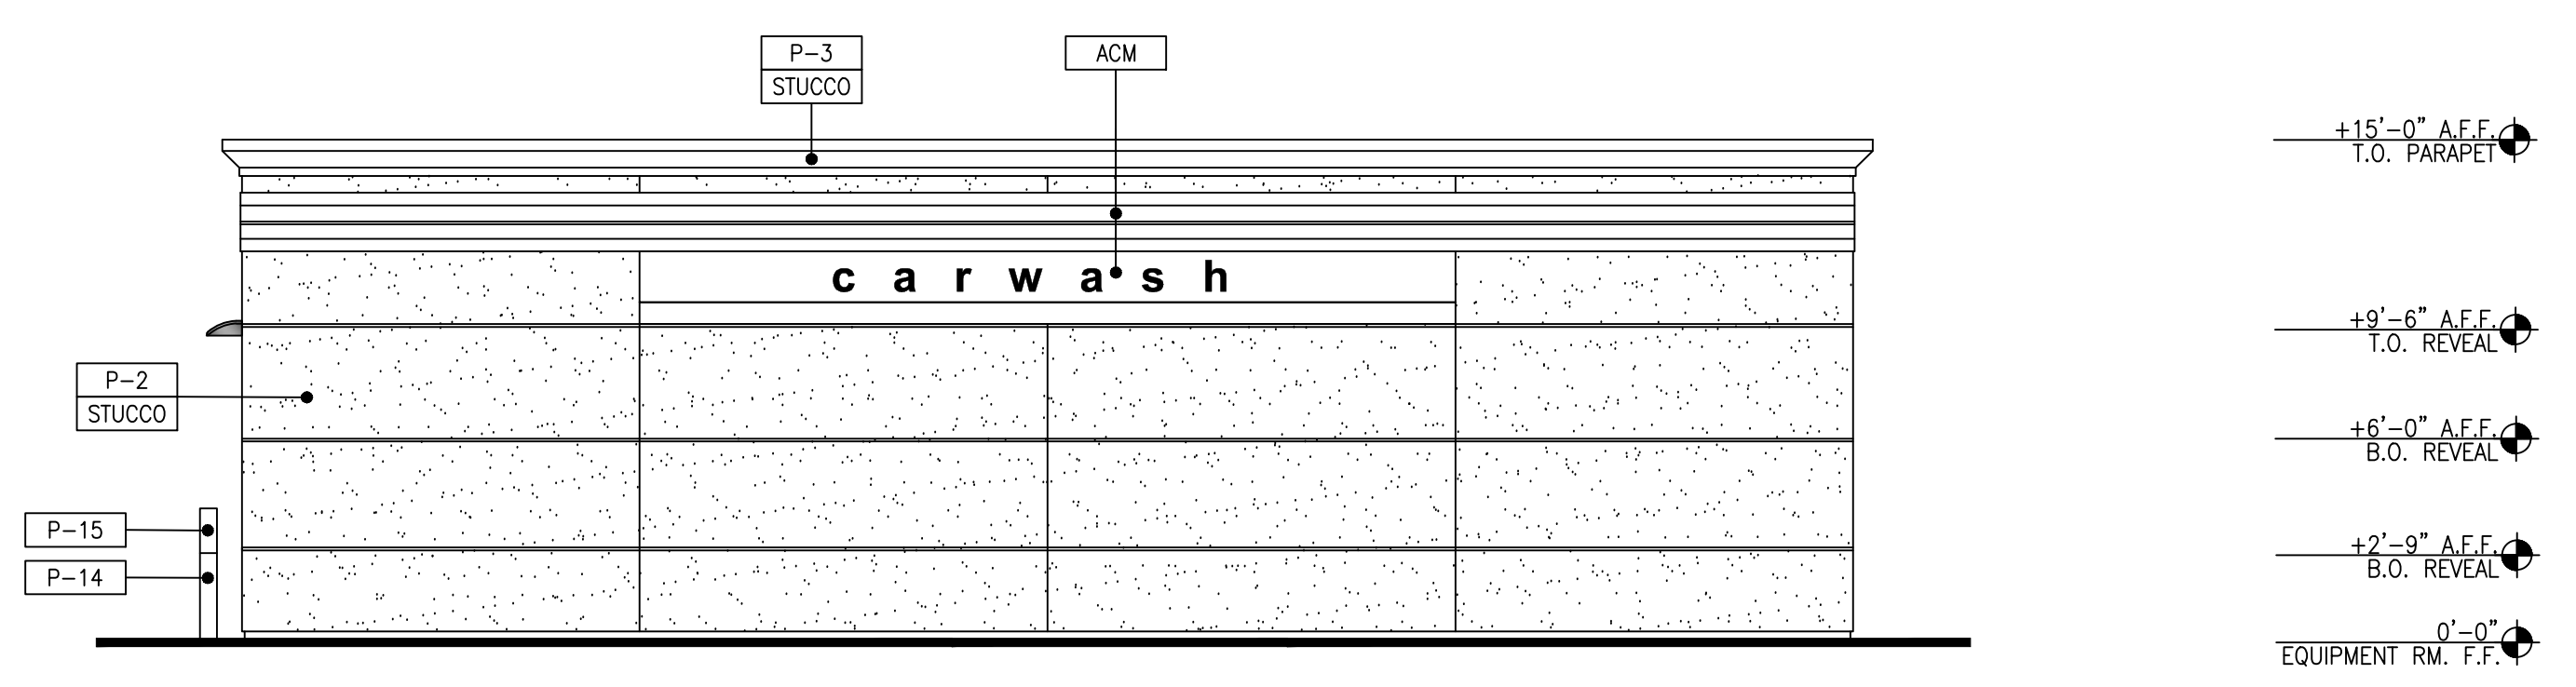 P-3
STUCCO
ACM
+15'-0" A.F.F.
T.O. PARAPET
carwash
+9'-6" A.F.F.
T.O. REVEAL
P-2
STUCCO
+6'-0" A.F.F.
B.O. REVEAL
P-15
P-14
+2'-9" A.F.F.
B.O. REVEAL
0'-0"
EQUIPMENT RM. F.F.